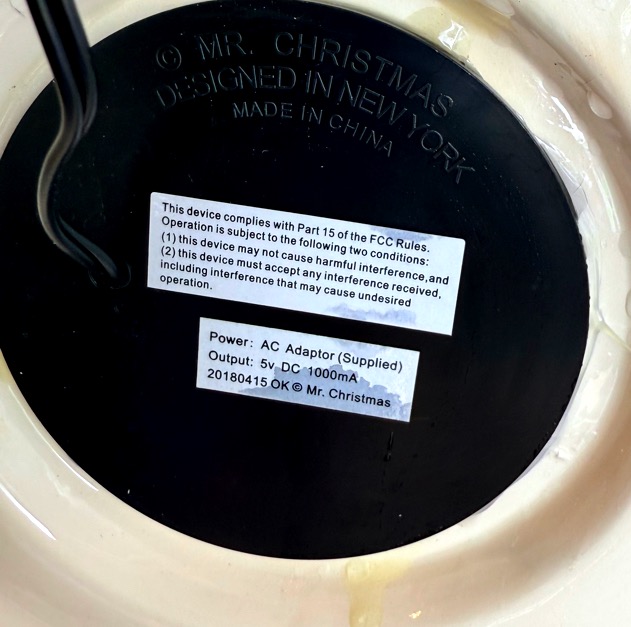 © MR. CHRISTMAS
DESIGNED IN NEW YORK
MADE IN CHINA
This device complies with Part 15 of the FCC Rules.
Operation is subject to the following two conditions:
(1) this device may not cause harmful interference,and
(2) this device must accept any interference received,
including interference that may cause undesired
operation.
Power: AC Adaptor (Supplied)
Output: 5v DC 1000mA
20180415 OK © Mr. Christmas